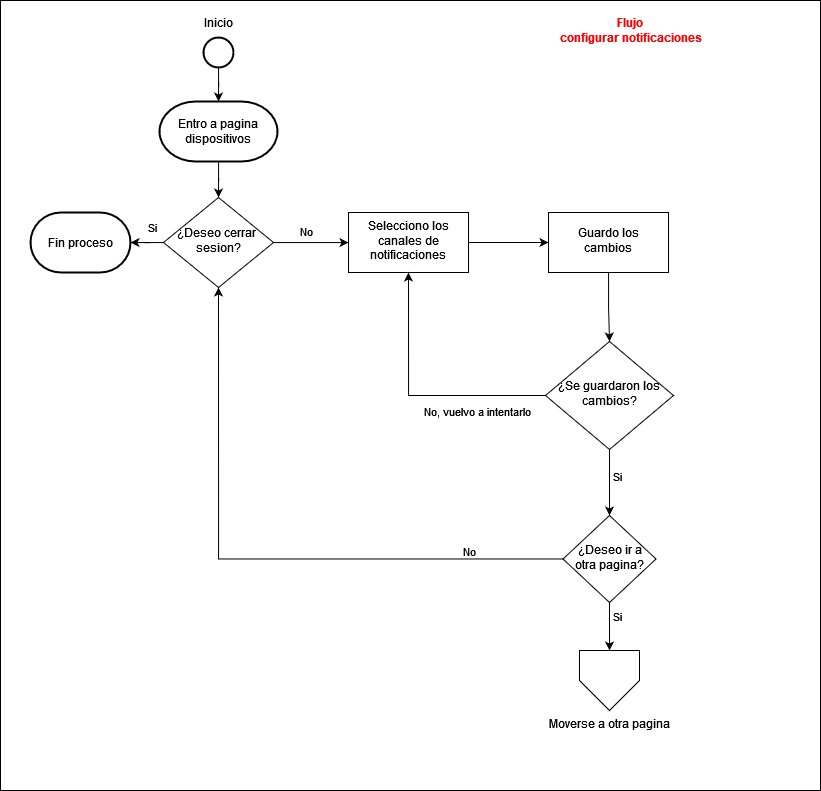 Inicio
Flujo
configurar notificaciones
Entro a pagina
dispositivos
Si
¿Deseo cerrar
sesion?
Fin proceso
No
Selecciono los
canales de
notificaciones
Guardo los
cambios
¿Se guardaron los
cambios?
No, vuelvo a intentarlo
Si
¿Deseo ir a
otra pagina?
No
Si
Moverse a otra pagina